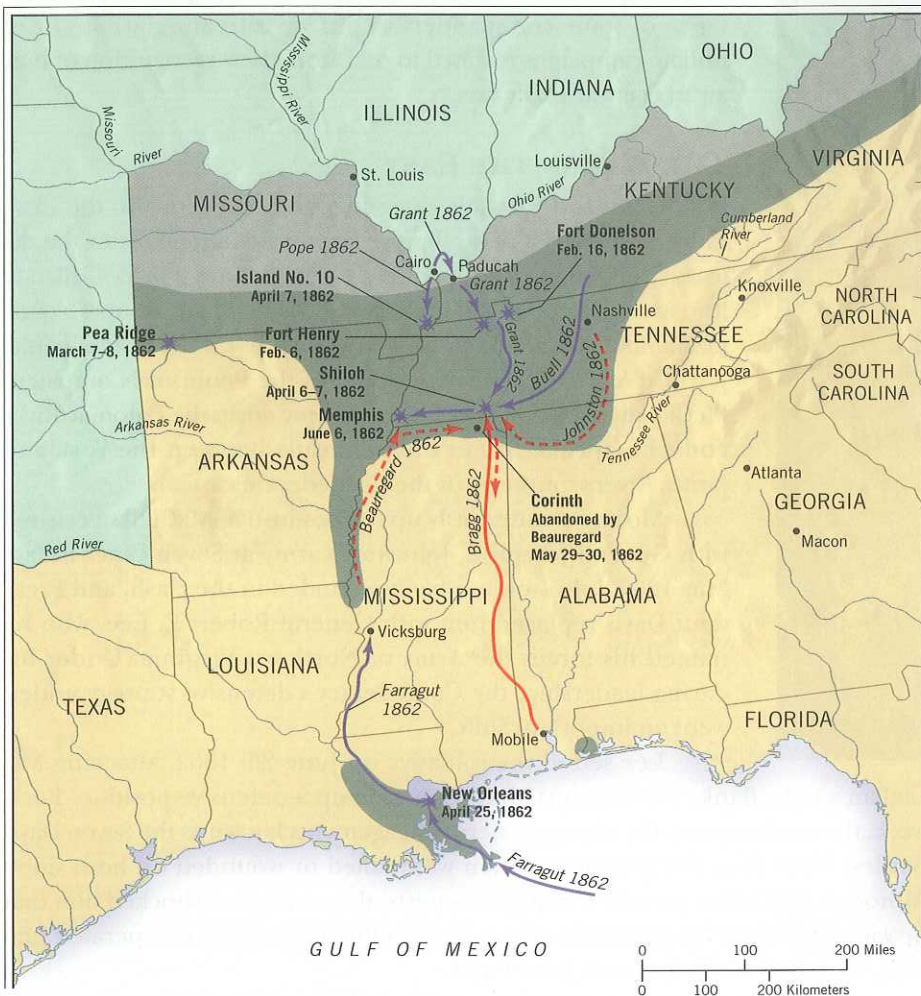 OHIO
INDIANA
ILLINOIS
Mississippi River
Missouri
River
St. Louis
MISSOURI
Louisville
Ohio River
KENTUCKY
VIRGINIA
Grant 1862
Cumberland
River
Pope 1862
Cairo
Paducah
Grant 1862
Fort Donelson
Feb. 16, 1862
Island No. 10
April 7, 1862
Knoxville
NORTH
CAROLINA
Nashville
TENNESSEE
Pea Ridge
March 7–8, 1862
Fort Henry
Feb. 6, 1862
Grant 1862
Buell 1862
Johnston 1862
Shiloh
April 6–7, 1862
Chattanooga
SOUTH
CAROLINA
Memphis
June 6, 1862
Tennessee River
Arkansas River
ARKANSAS
Beauregard 1862
Bragg 1862
Atlanta
GEORGIA
Macon
Corinth
Abandoned by
Beauregard
May 29–30, 1862
Red River
MISSISSIPPI
ALABAMA
Vicksburg
LOUISIANA
TEXAS
Farragut
1862
Mobile
FLORIDA
New Orleans
April 25, 1862
Farragut 1862
GULF OF MEXICO
0 100 200 Miles
0 100 200 Kilometers